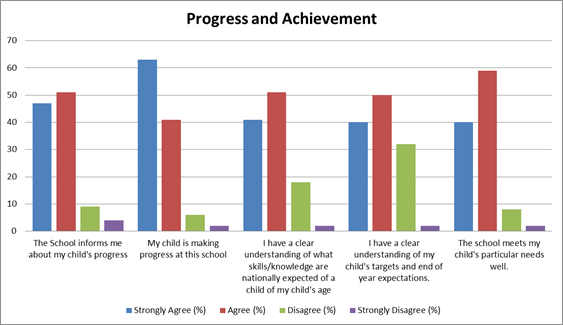 Progress and Achievement
70
60
50
40
30
20
10
0
The School informs me
about my child's progress
My child is making
progress at this school
I have a clear
understanding of what
skills/knowledge are
nationally expected of a
child of my child's age
I have a clear
understanding of my
child's targets and end of
year expectations.
The school meets my
child's particular needs
well.
Strongly Agree (%) Agree (%) Disagree (%) Strongly Disagree (%)